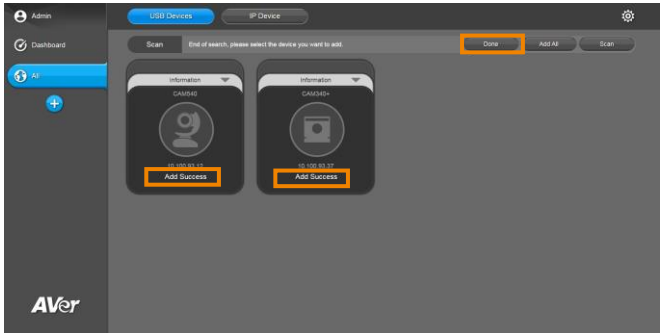 Admin
USB Devices
IP Device
Dashboard
Scan
End of search, please select the device you want to add.
Done
Add All
Scan
All
Information
Information
CAM540
CAM340+
10.100.93.12
10.100.93.37
Add Success
Add Success
AVer